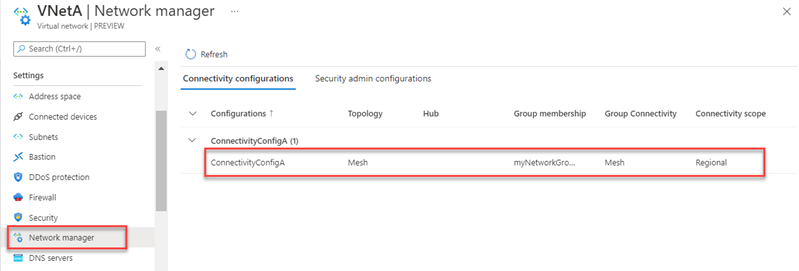 VNetA | Network manager ...
Virtual network | PREVIEW
Search (Ctrl+/)
«
Refresh
Settings
Connectivity configurations
Security admin configurations
Address space
Connected devices
Subnets
Bastion
DDoS protection
Firewall
Security
Network manager
DNS servers
Configurations ↑ Topology Hub Group membership Group Connectivity Connectivity scope
ConnectivityConfigA (1)
ConnectivityConfigA Mesh myNetworkGro... Mesh Regional